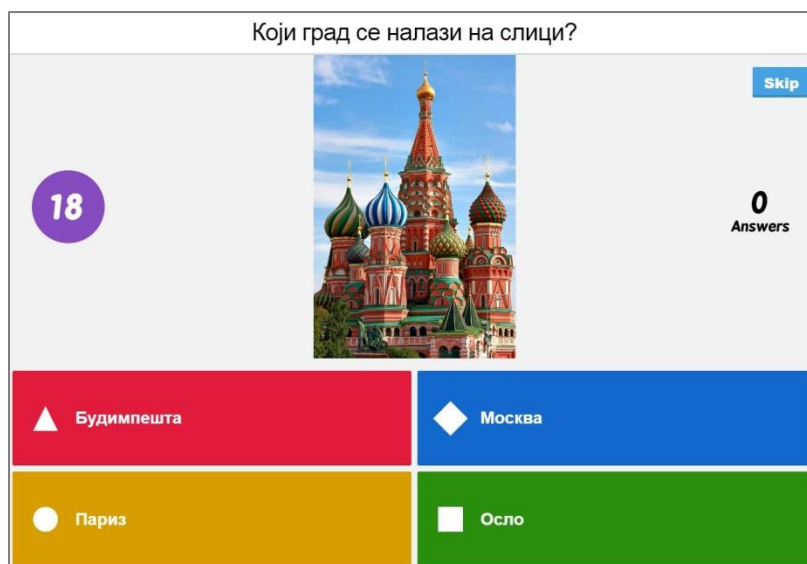 Који град се налази на слици?
Skip
18
0
Answers
Будимпешта
Москва
Париз
Осло